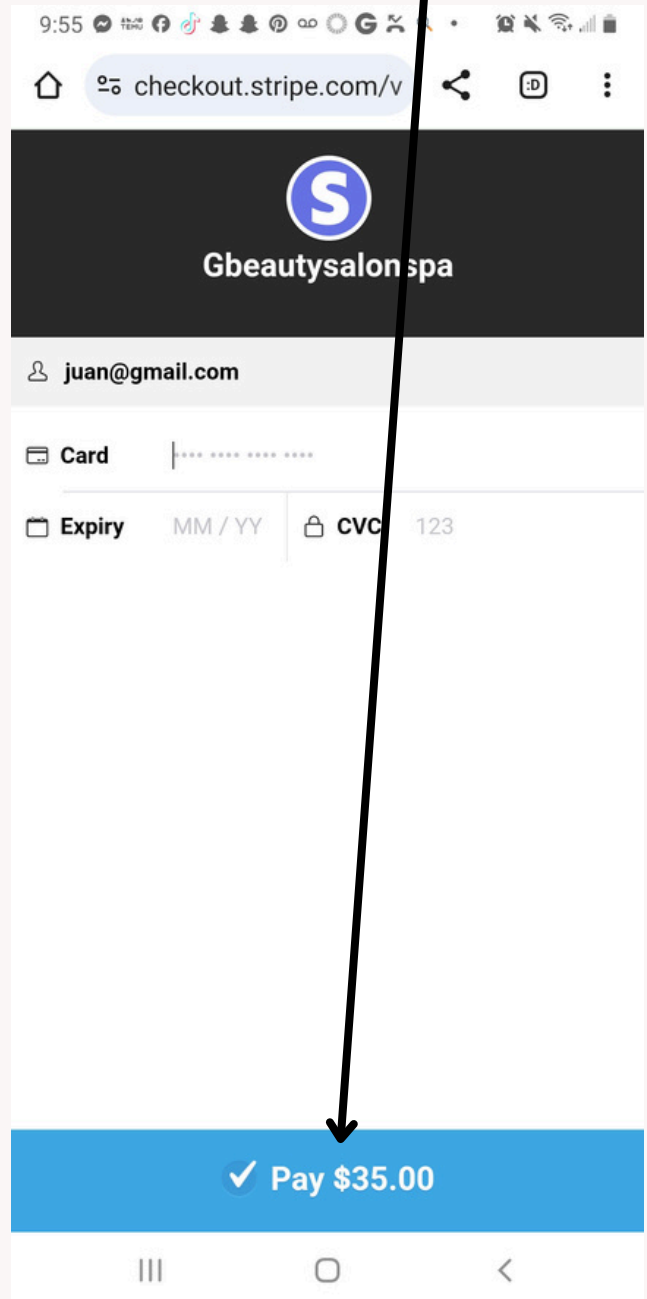 9:55
checkout.stripe.com/v
:D
S
Gbeautysalonspa
juan@gmail.com
Card •••• •••• •••• ••••
Expiry MM / YY CVC 123
Pay $35.00